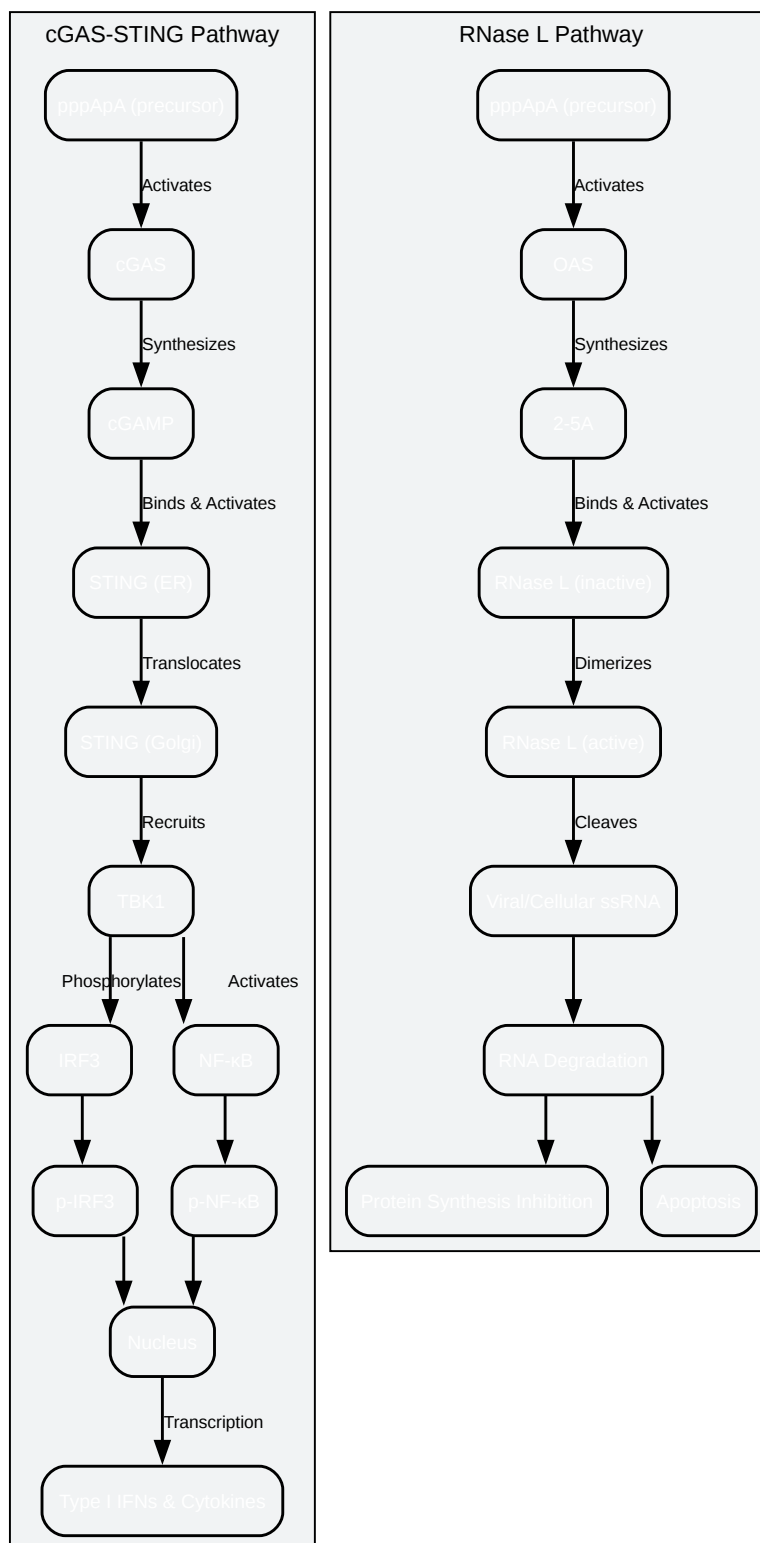 cGAS-STING Pathway
pppApA (precursor)
Activates
cGAS
Synthesizes
cGAMP
Binds & Activates
STING (ER)
Translocates
STING (Golgi)
Recruits
TBK1
Phosphorylates
Activates
IRF3
NF-κB
p-IRF3
p-NF-κB
Nucleus
Transcription
Type I IFNs & Cytokines
RNase L Pathway
pppApA (precursor)
Activates
OAS
Synthesizes
2-5A
Binds & Activates
RNase L (inactive)
Dimerizes
RNase L (active)
Cleaves
Viral/Cellular ssRNA
RNA Degradation
Protein Synthesis Inhibition
Apoptosis